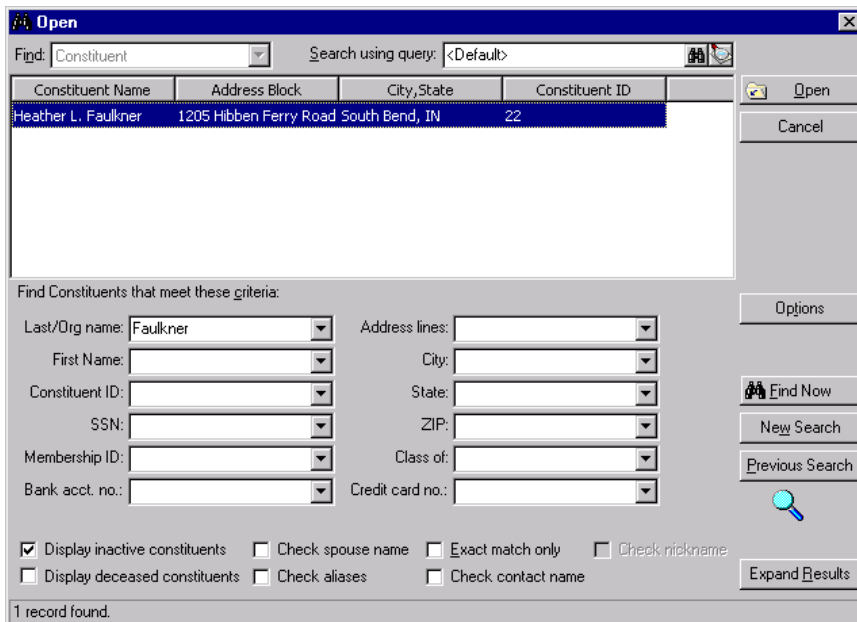 Open
Find: Constituent Search using query: <Default>
Constituent Name Address Block City,State Constituent ID
Heather L. Faulkner 1205 Hibben Ferry Road South Bend, IN 22
Open
Cancel
Find Constituents that meet these criteria:
Options
Last/Org name: Faulkner Address lines:
First Name: City:
Constituent ID: State:
Find Now
SSN: ZIP:
New Search
Membership ID: Class of:
Previous Search
Bank acct. no.: Credit card no.:
Display inactive constituents Check spouse name Exact match only Check nickname
Display deceased constituents Check aliases Check contact name
Expand Results
1 record found.